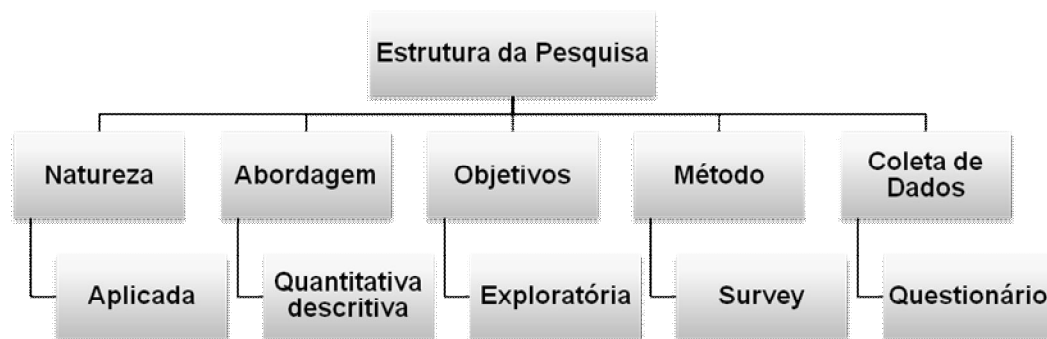 Estrutura da Pesquisa
Natureza
Abordagem
Objetivos
Método
Coleta de
Dados
Aplicada
Quantitativa
descritiva
Exploratória
Survey
Questionário